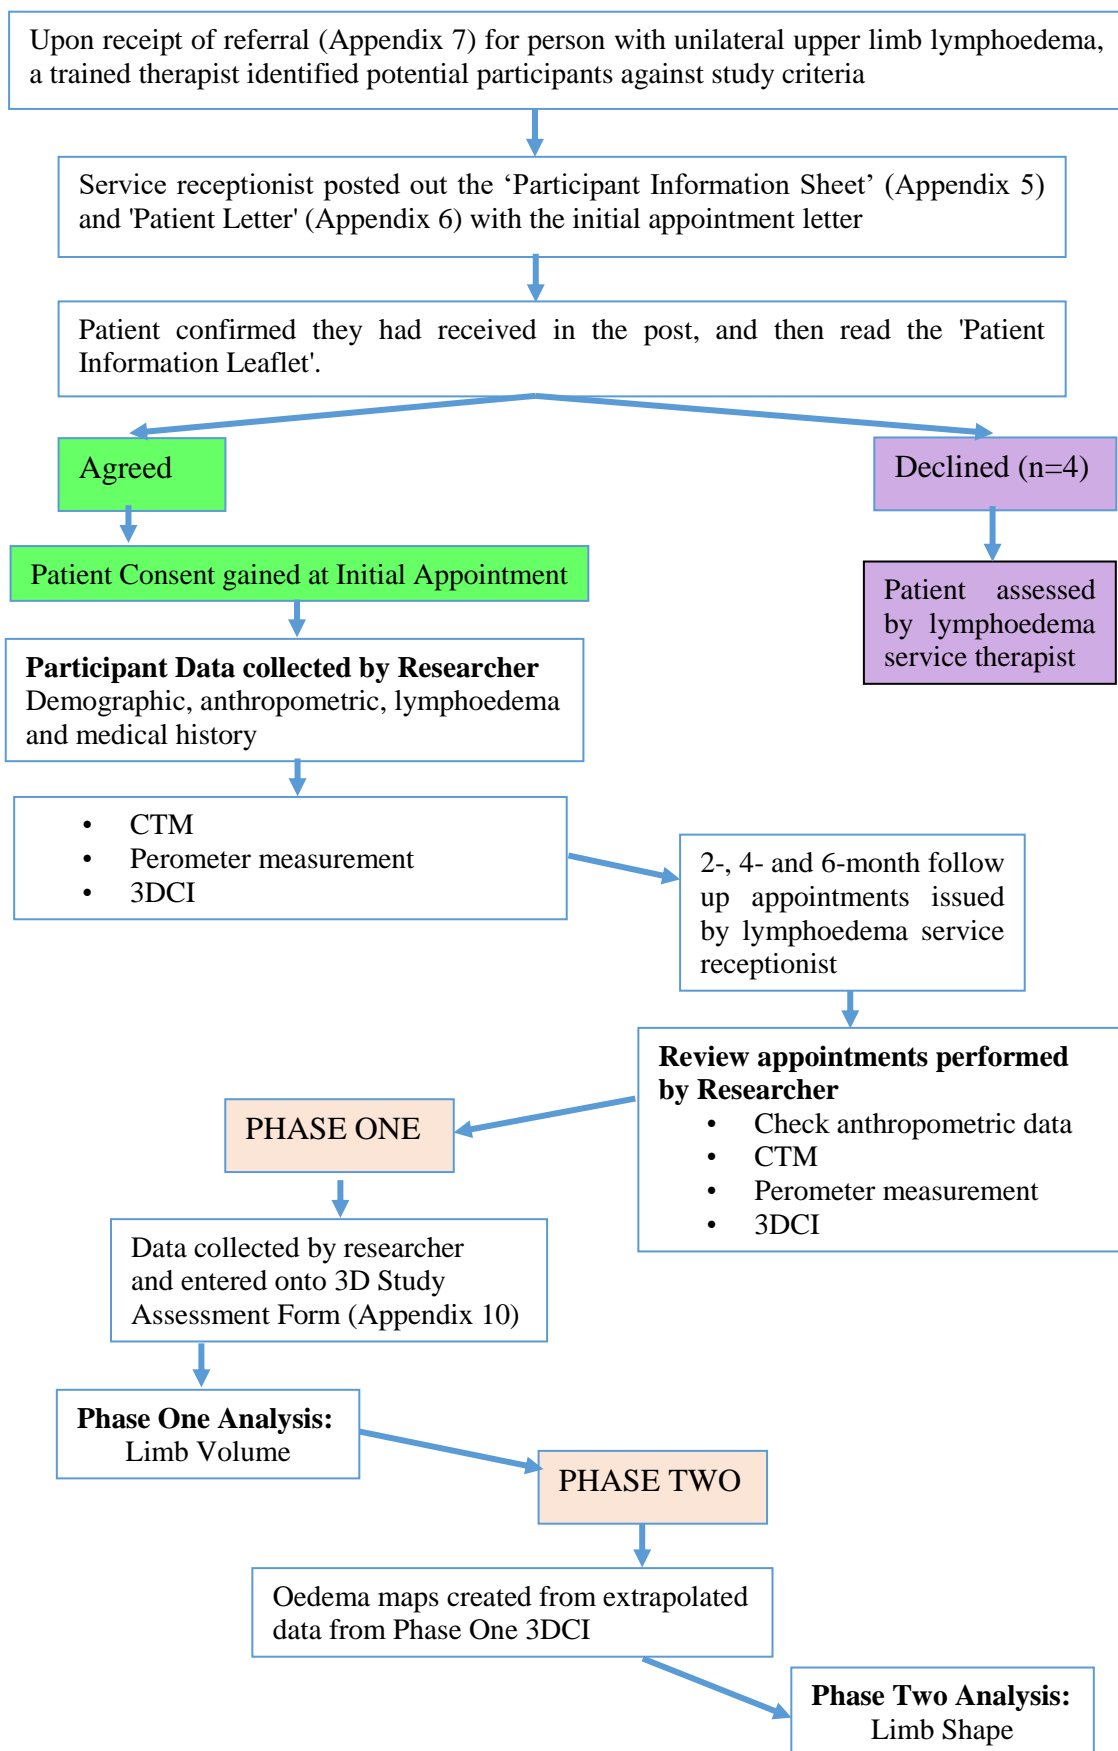 Upon receipt of referral (Appendix 7) for person with unilateral upper limb lymphoedema,
a trained therapist identified potential participants against study criteria
Service receptionist posted out the ‘Participant Information Sheet’ (Appendix 5)
and 'Patient Letter' (Appendix 6) with the initial appointment letter
Patient confirmed they had received in the post, and then read the 'Patient
Information Leaflet'.
Agreed
Declined (n=4)
Patient Consent gained at Initial Appointment
Patient assessed
by lymphoedema
service therapist
Participant Data collected by Researcher
Demographic, anthropometric, lymphoedema
and medical history
• CTM
• Perometer measurement
• 3DCI
2-, 4- and 6-month follow
up appointments issued
by lymphoedema service
receptionist
Review appointments performed
by Researcher
• Check anthropometric data
• CTM
• Perometer measurement
• 3DCI
PHASE ONE
Data collected by researcher
and entered onto 3D Study
Assessment Form (Appendix 10)
Phase One Analysis:
Limb Volume
PHASE TWO
Oedema maps created from extrapolated
data from Phase One 3DCI
Phase Two Analysis:
Limb Shape